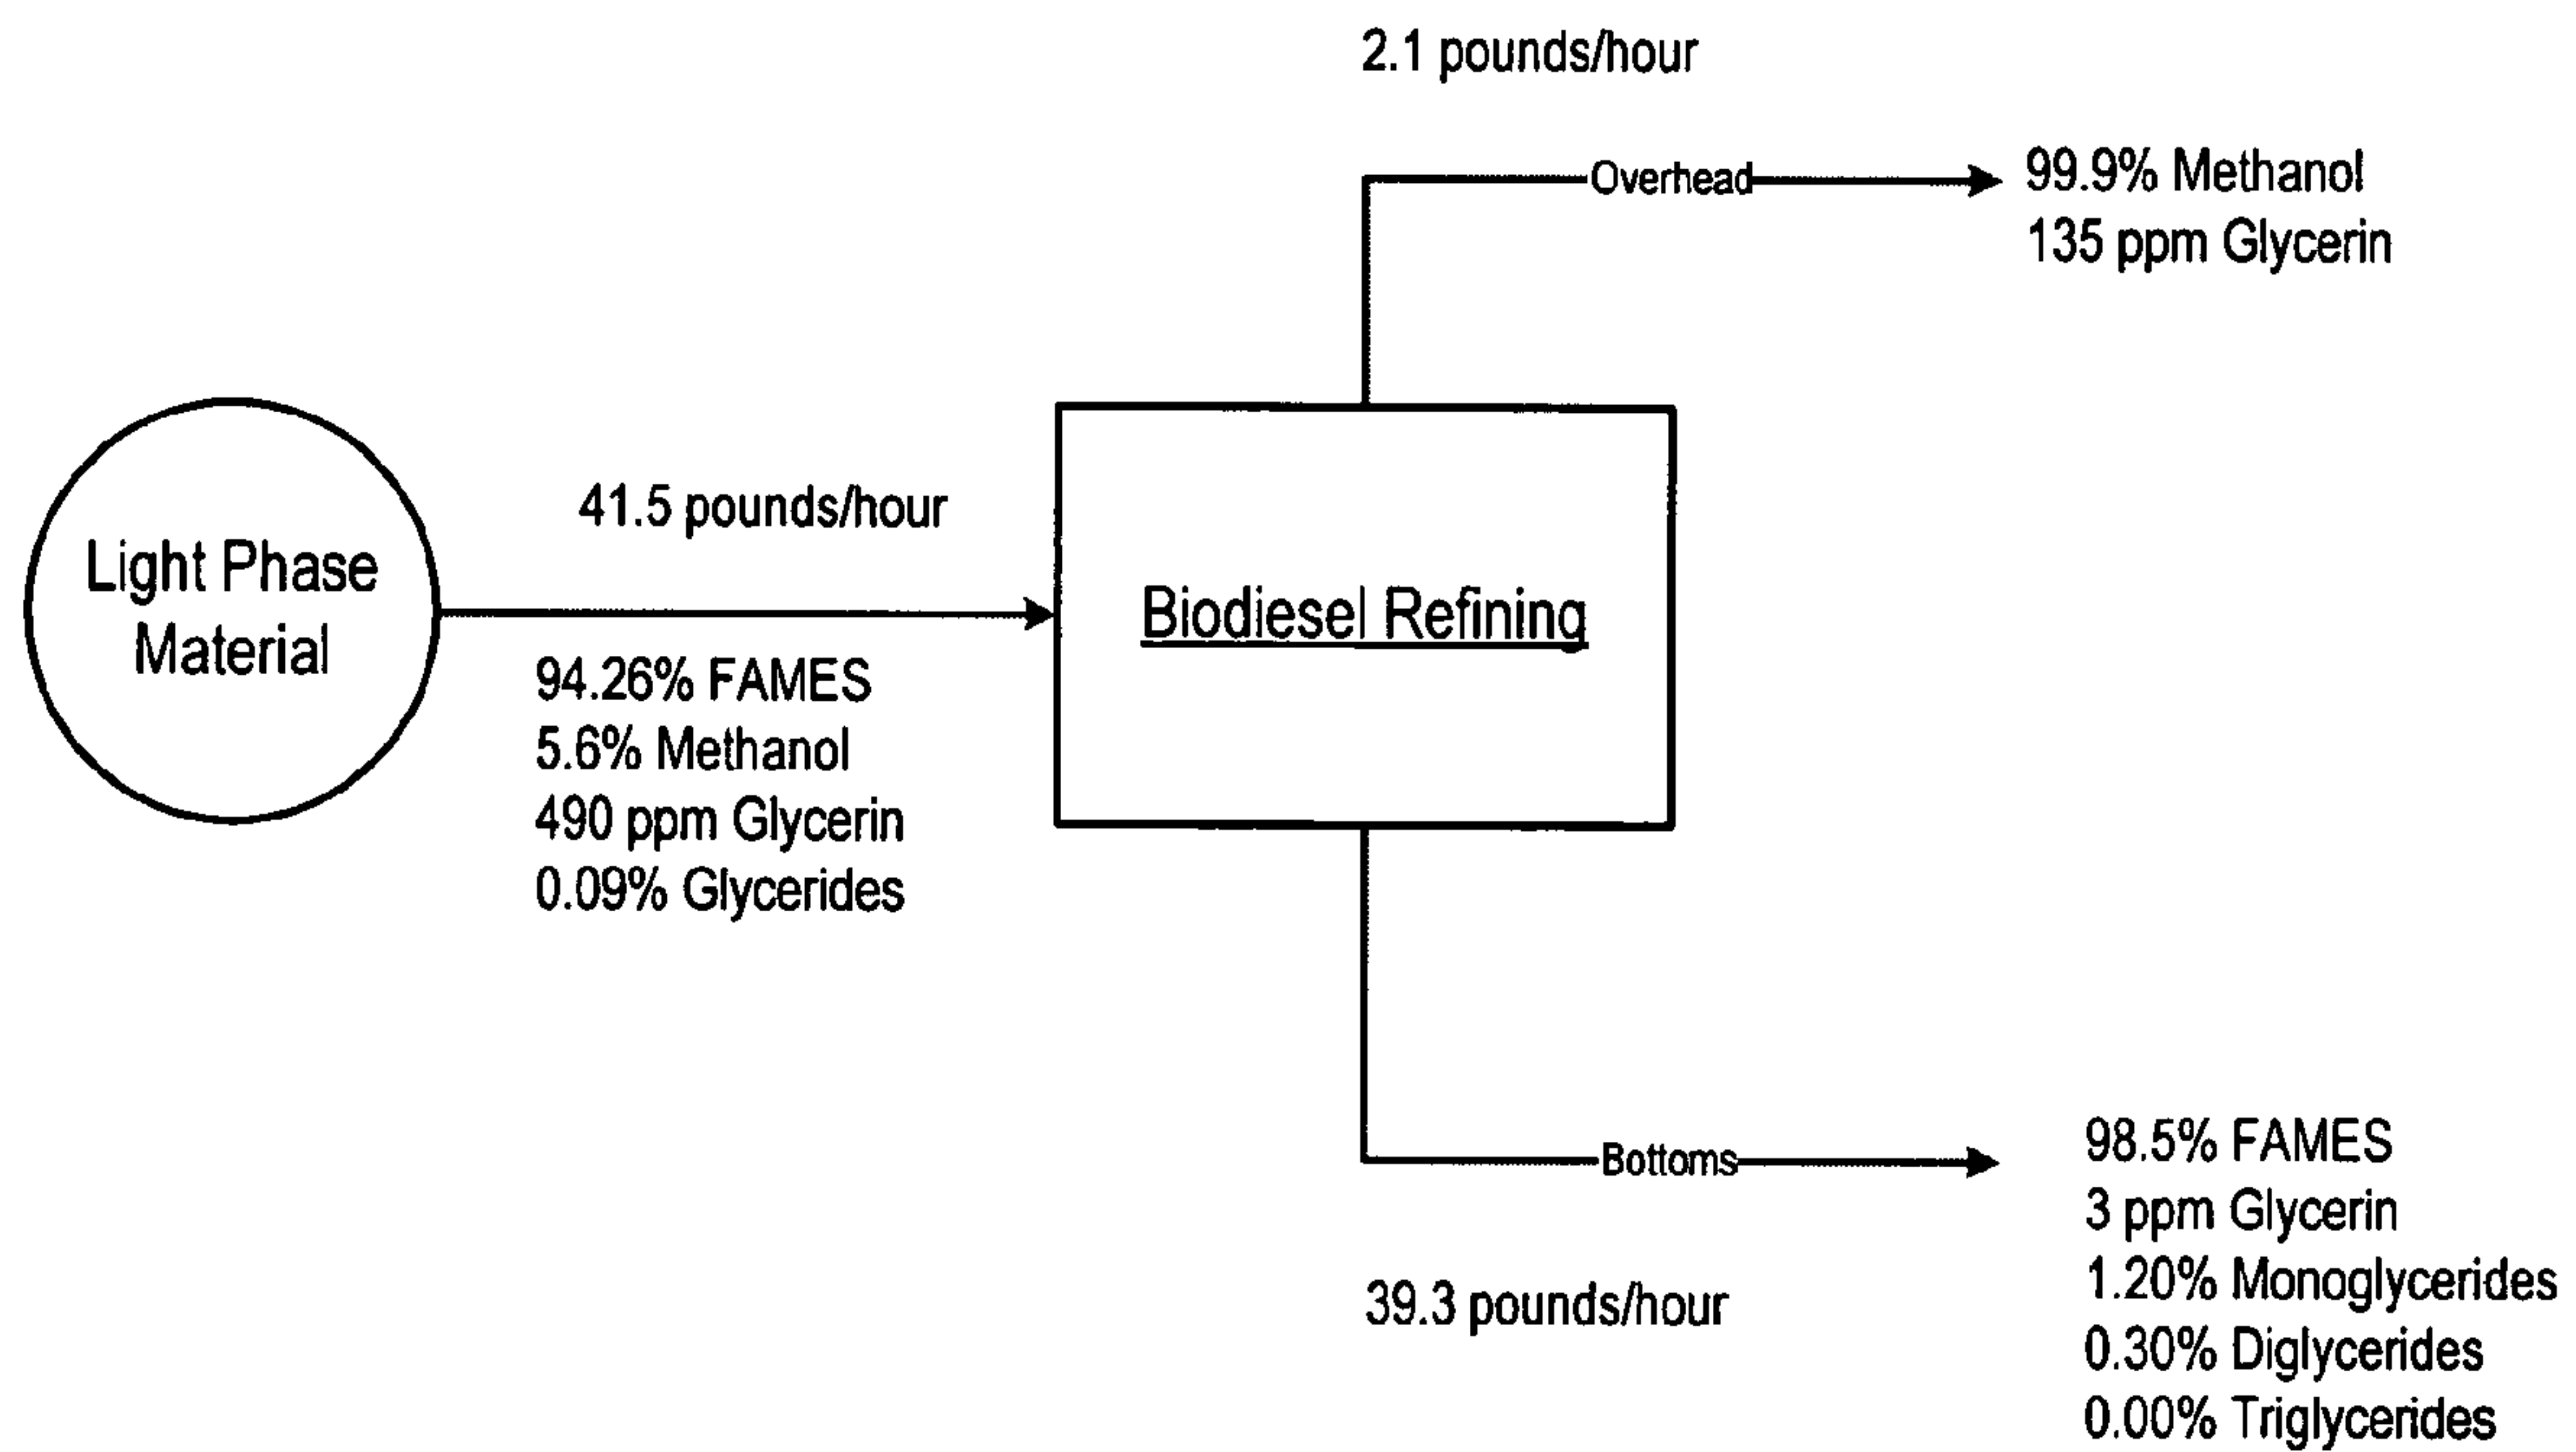 2.1 pounds/hour
Overhead
99.9% Methanol
135 ppm Glycerin
41.5 pounds/hour
Light Phase
Material
Biodiesel Refining
94.26% FAMES
5.6% Methanol
490 ppm Glycerin
0.09% Glycerides
Bottoms
98.5% FAMES
3 ppm Glycerin
1.20% Monoglycerides
0.30% Diglycerides
0.00% Triglycerides
39.3 pounds/hour